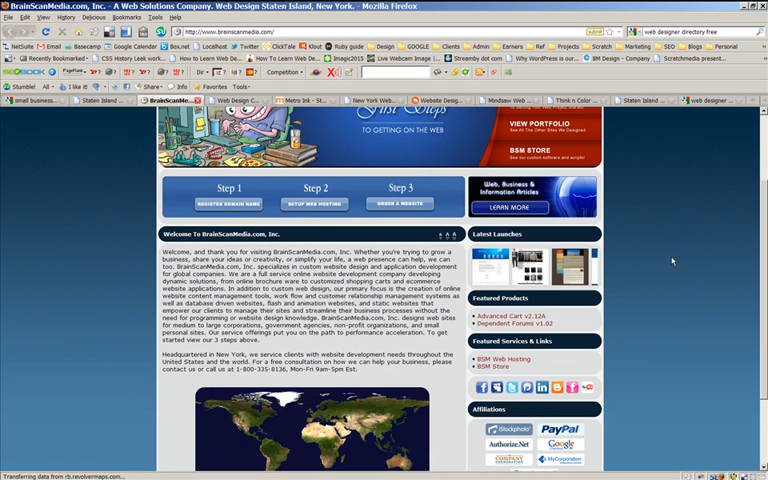 BrainScanMedia.com, Inc. - A Web Solutions Company. Web Design Staten Island, New York. - Mozilla Firefox
File Edit View History Delicious Bookmarks Tools Help
http://www.brainscanmedia.com/
submit
web designer directory free
NetSuite Email Basecamp Google Calendar Box.net Localhost Twitter ClickTale Klout Ruby guide Design GOOGLE Clients Admin Earners Ref Projects Scratch SEO Blogs Personal
Recently Bookmarked CSS History Leak workt... How to Learn Web De... How To Learn Web De... Imagic2015 Live Webcam Image | ... Streamby dot com Why WordPress is our... BM Design - Company Scratchmedia present...
SEOBOOK PageRank Dir Competition
Stumble! All I like it! Share Info Favorites Tools
small business... Staten Island ... BrainScanMe... Web Design C... Metro Ink - St... New York Web... Website Desig... Mindsaw Web ... Think n Color ... Staten Island ... web designer ...
First Steps
TO GETTING ON THE WEB
VIEW PORTFOLIO
See All The Other Sites We Designed
BSM STORE
See our custom software and scripts!
Step 1 Step 2 Step 3
REGISTER DOMAIN NAME SETUP WEB HOSTING ORDER A WEBSITE
Web, Business &
Information Articles
LEARN MORE
Welcome To BrainScanMedia.com, Inc.
A A A
Welcome, and thank you for visiting BrainScanMedia.com, Inc. Whether you're trying to grow a
business, share your ideas or creativity, or simplify your life, a web presence can help, we can
too. BrainScanMedia.com, Inc. specializes in custom website design and application development
for global companies. We are a full service online website development company developing
dynamic solutions, from online brochure ware to customized shopping carts and ecommerce
website applications. In addition to custom web design, our primary focus is the creation of online
website content management tools, work flow and customer relationship management systems as
well as database driven websites, flash and animation websites, and static websites that
empower our clients to manage their sites and streamline their business processes without the
need for programming or website design knowledge. BrainScanMedia.com, Inc. designs web sites
for medium to large corporations, government agencies, non-profit organizations, and small
personal sites. Our service offerings put you on the path to performance acceleration. To get
started view our 3 steps above.
Headquartered in New York, we service clients with website development needs throughout the
United States and the world. For a free consultation on how we can help your business, please
contact us or call us at 1-800-335-8136, Mon-Fri 9am-5pm Est.
Latest Launches
Featured Products
Advanced Cart v2.12A
Dependent Forums v1.02
Featured Services & Links
BSM Web Hosting
BSM Store
Affiliations
iStockphoto PayPal
Authorize.Net Google
COMPANY CORPORATION MyCorporation
Transferring data from rb.revolvermaps.com...